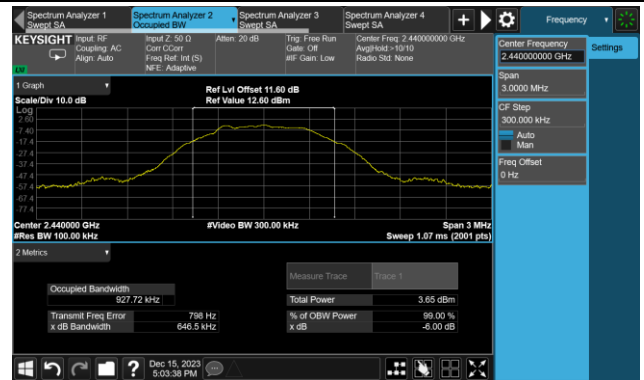 Spectrum Analyzer 1 Swept SA
Spectrum Analyzer 2 Occupied BW
Spectrum Analyzer 3 Swept SA
Spectrum Analyzer 4 Swept SA
+
Frequency
KEYSIGHT
Input: RF
Coupling: AC
Align: Auto
Input Z: 50 Ω
Corr CCorr
Freq Ref: Int (S)
NFE: Adaptive
Atten: 20 dB
Trig: Free Run
Gate: Off
#IF Gain: Low
Center Freq: 2.440000000 GHz
Avg|Hold:>10/10
Radio Std: None
Center Frequency
2.440000000 GHz
Settings
Span
3.0000 MHz
CF Step
300.000 kHz
Auto
Man
Freq Offset
0 Hz
1 Graph
Scale/Div 10.0 dB
Ref Lvl Offset 11.60 dB
Ref Value 12.60 dBm
Log
2.60
-7.40
-17.4
-27.4
-37.4
-47.4
-57.4
-67.4
-77.4
Center 2.440000 GHz
#Video BW 300.00 kHz
Span 3 MHz
#Res BW 100.00 kHz
Sweep 1.07 ms (2001 pts)
2 Metrics
Measure Trace
Trace 1
Occupied Bandwidth
927.72 kHz
Total Power
3.65 dBm
Transmit Freq Error
798 Hz
% of OBW Power
99.00 %
x dB Bandwidth
646.5 kHz
x dB
-6.00 dB
?
Dec 15, 2023
5:03:38 PM